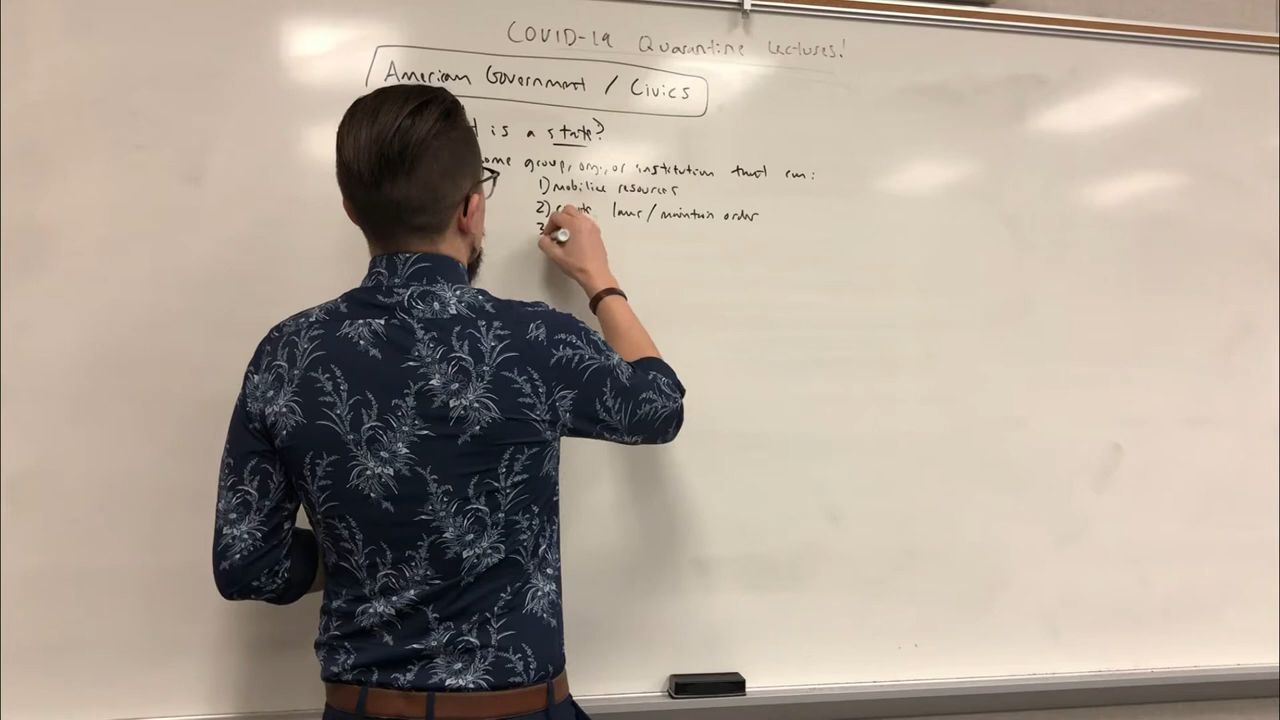 COVID-19 Quarantine Lectures!
American Government / Civics
is a state?
group, org., or institution that can:
1) mobilize resources
2) laws / maintain order
3